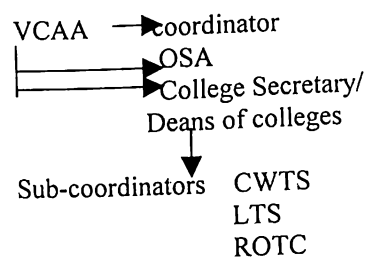 VCAA coordinator
OSA
College Secretary/
Deans of colleges
Sub-coordinators CWTS
LTS
ROTC